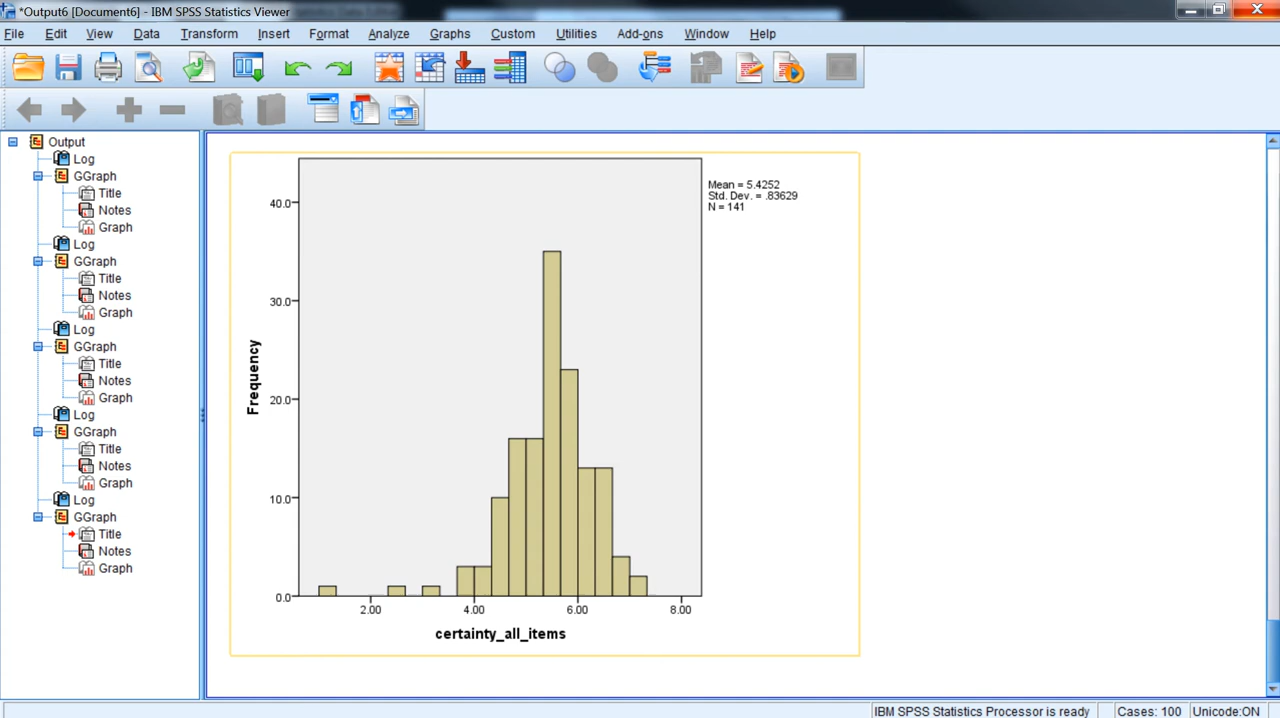 *Output6 [Document6] - IBM SPSS Statistics Viewer
File Edit View Data Transform Insert Format Analyze Graphs Custom Utilities Add-ons Window Help
Output
Log
GGraph
Title
Notes
Graph
Log
GGraph
Title
Notes
Graph
Log
GGraph
Title
Notes
Graph
Log
GGraph
Title
Notes
Graph
Log
GGraph
Title
Notes
Graph
Mean = 5.4252
Std. Dev. = .83629
N = 141
Frequency
40.0
30.0
20.0
10.0
0.0
2.00 4.00 6.00 8.00
certainty_all_items
IBM SPSS Statistics Processor is ready Cases: 100 Unicode:ON